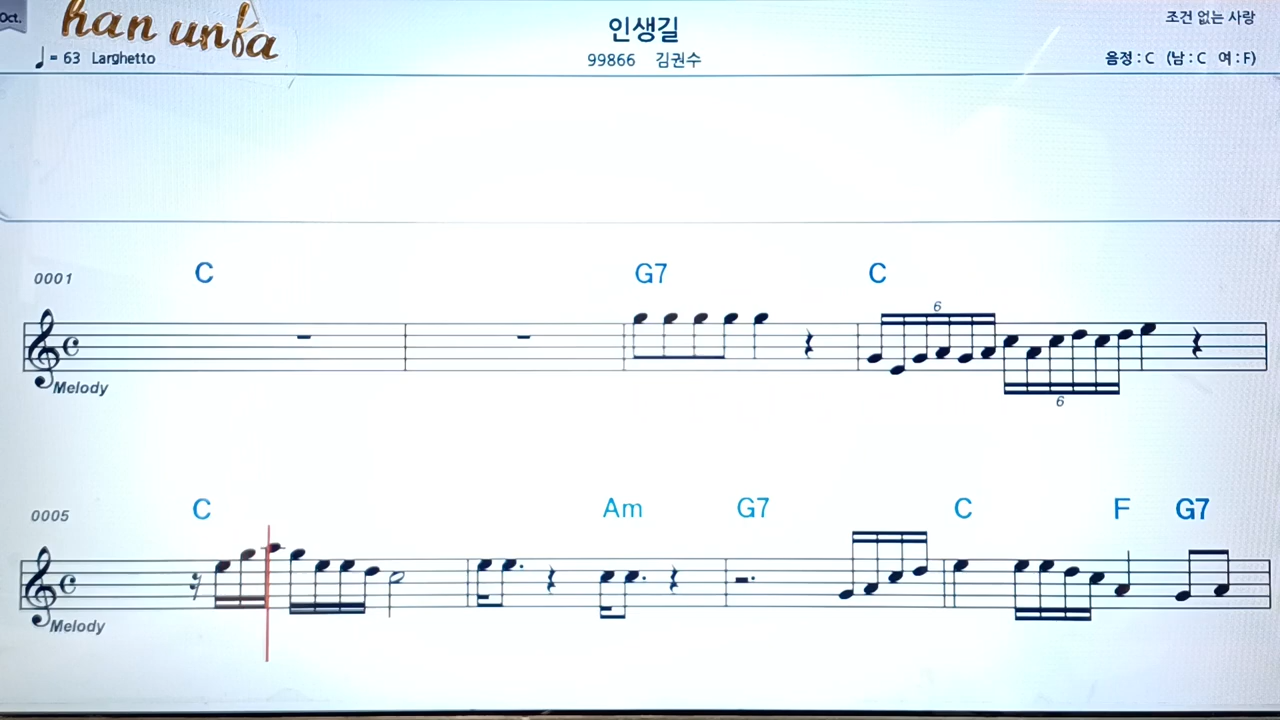 Oct.
han unfa
인생길
조건 없는 사랑
♩ = 63 Larghetto
99866 김권수
음정 : C (남 : C 여 : F)
0001
C G7 C
6
Melody
6
0005
C Am G7 C F G7
Melody